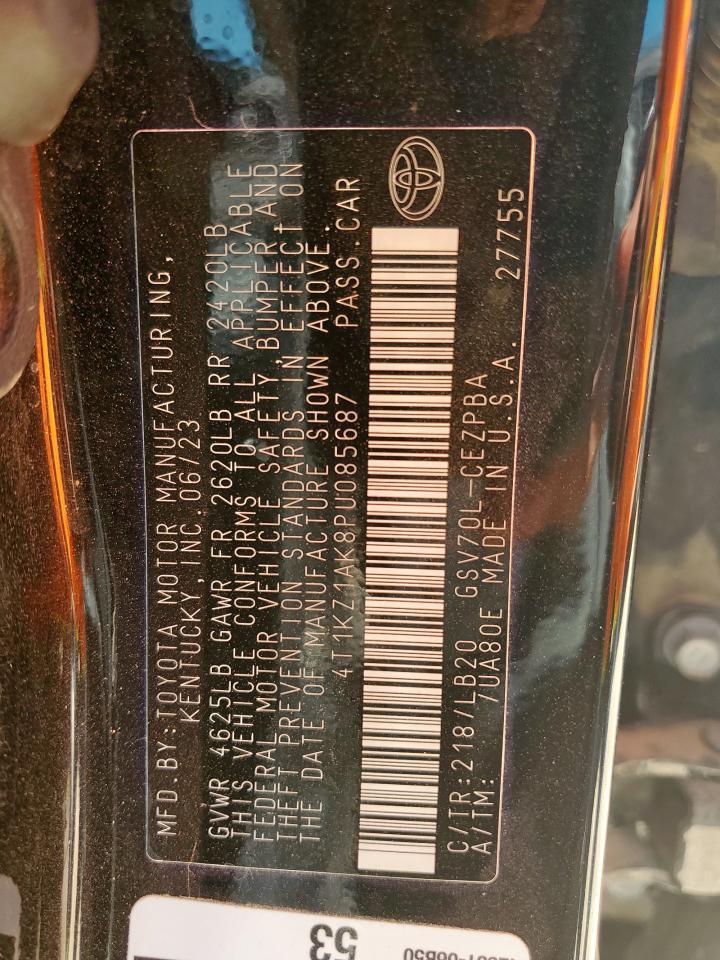 MFD.BY:TOYOTA MOTOR MANUFACTURING,
KENTUCKY,INC.06/23
GVWR 4625LB GAWR FR 2620LB RR 2420LB
THIS VEHICLE CONFORMS TO ALL APPLICABLE
FEDERAL MOTOR VEHICLE SAFETY,BUMPER,AND
THEFT PREVENTION STANDARDS IN EFFECT ON
THE DATE OF MANUFACTURE SHOWN ABOVE.
4T1KZ1AK8PU085687 PASS.CAR
C/TR:218/LB20 GSV70L-CEZPBA
A/TM: /UA80E MADE IN U.S.A. 27755
53